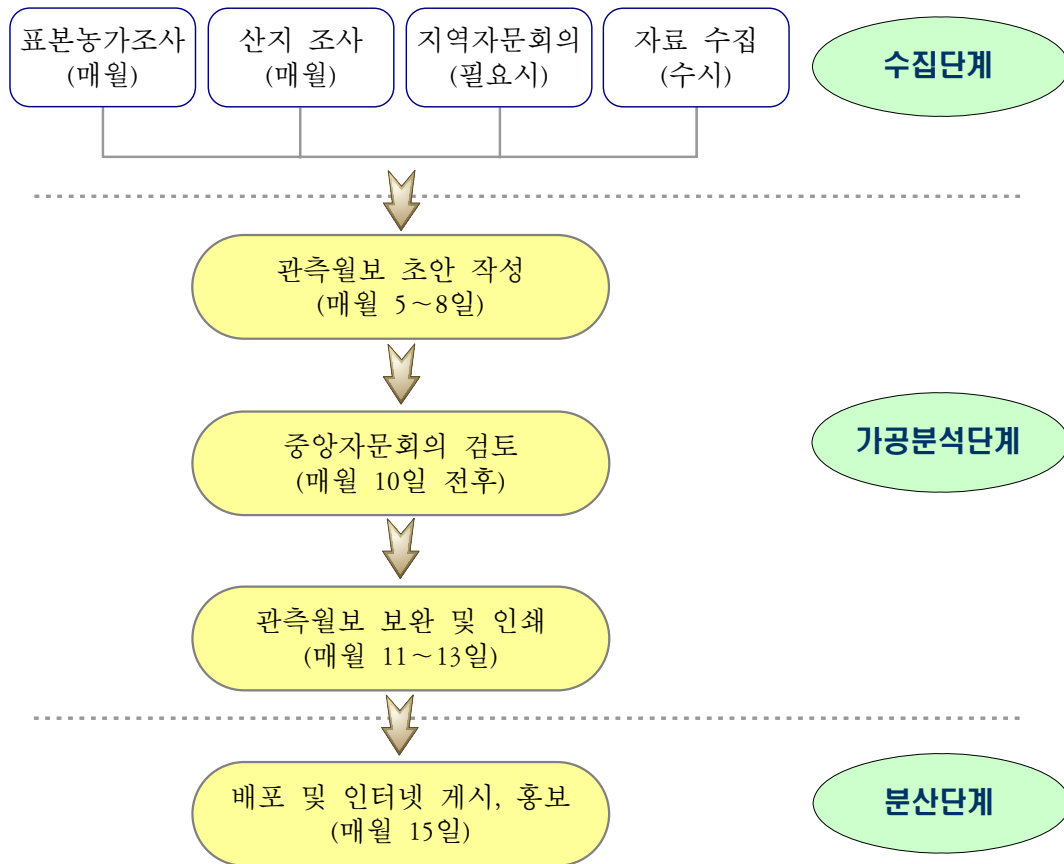 표본농가조사
(매월)
산지 조사
(매월)
지역자문회의
(필요시)
자료 수집
(수시)
수집단계
관측월보 초안 작성
(매월 5~8일)
중앙자문회의 검토
(매월 10일 전후)
가공분석단계
관측월보 보완 및 인쇄
(매월 11~13일)
배포 및 인터넷 게시, 홍보
(매월 15일)
분산단계